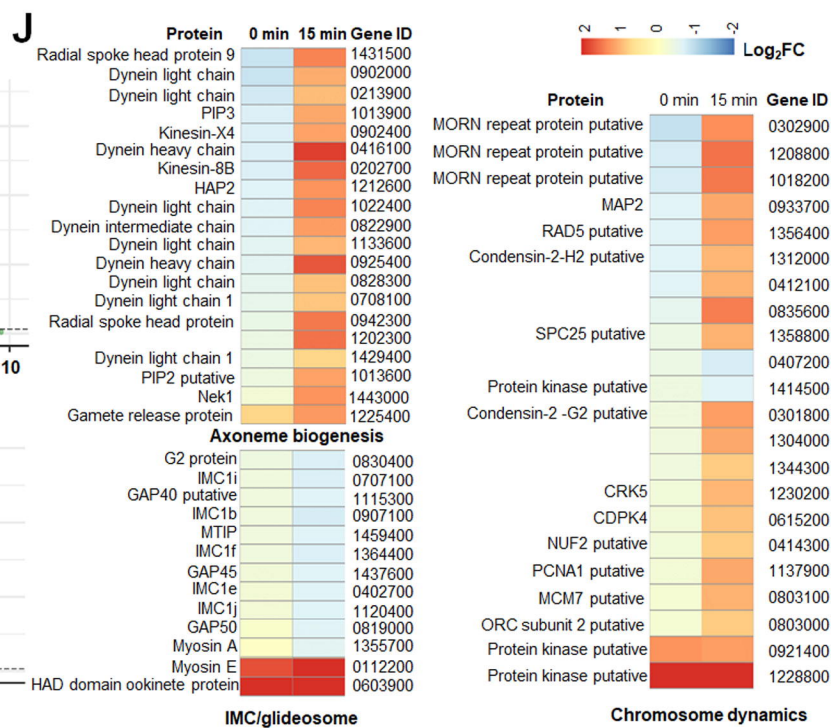 J
Protein 0 min 15 min Gene ID
Radial spoke head protein 9 1431500
Dynein light chain 0902000
Dynein light chain 0213900
PIP3 1013900
Kinesin-X4 0902400
Dynein heavy chain 0416100
Kinesin-8B 0202700
HAP2 1212600
Dynein light chain 1022400
Dynein intermediate chain 0822900
Dynein light chain 1133600
Dynein heavy chain 0925400
Dynein light chain 0828300
Dynein light chain 1 0708100
Radial spoke head protein 0942300
1202300
Dynein light chain 1 1429400
PIP2 putative 1013600
Nek1 1443000
Gamete release protein 1225400
Axoneme biogenesis
G2 protein 0830400
IMC1i 0707100
GAP40 putative 1115300
IMC1b 0907100
MTIP 1459400
IMC1f 1364400
GAP45 1437600
IMC1e 0402700
IMC1j 1120400
GAP50 0819000
Myosin A 1355700
Myosin E 0112200
HAD domain ookinete protein 0603900
IMC/glideosome
10
2 1 0 -1 -2
Log2FC
Protein 0 min 15 min Gene ID
MORN repeat protein putative 0302900
MORN repeat protein putative 1208800
MORN repeat protein putative 1018200
MAP2 0933700
RAD5 putative 1356400
Condensin-2-H2 putative 1312000
0412100
0835600
SPC25 putative 1358800
0407200
Protein kinase putative 1414500
Condensin-2 -G2 putative 0301800
1304000
1344300
CRK5 1230200
CDPK4 0615200
NUF2 putative 0414300
PCNA1 putative 1137900
MCM7 putative 0803100
ORC subunit 2 putative 0803000
Protein kinase putative 0921400
Protein kinase putative 1228800
Chromosome dynamics